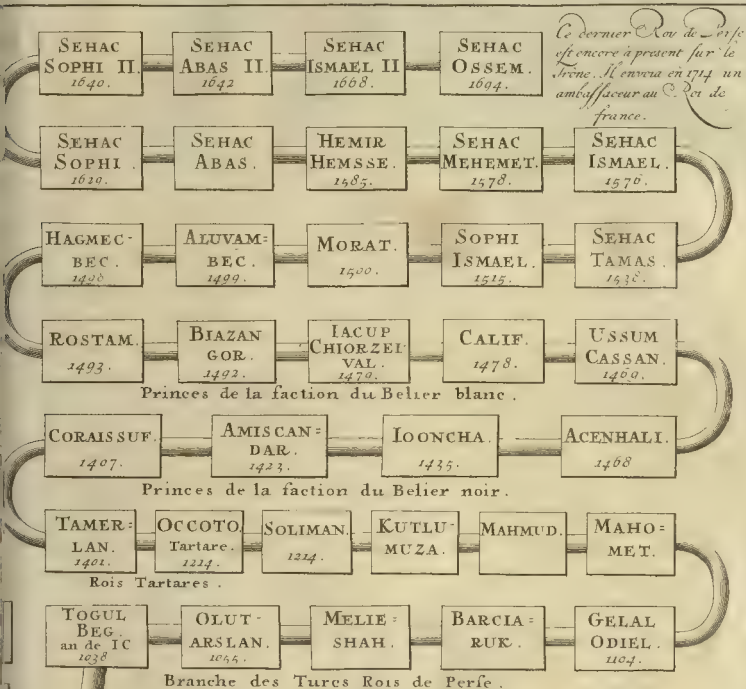 SEHAC
SOPHI II.
1640.
SEHAC
ABAS II.
1642
SEHAC
ISMAEL II
1668.
SEHAC
OSSEM.
1694.
Ce dernier Roy de Perse
est encore à present sur le
Trône. Il envoia en 1714 un
ambassaceur au Roi de
france.
SEHAC
SOPHI.
1629.
SEHAC
ABAS.
HEMIR
HEMSSE.
1585.
SEHAC
MEHEMET.
1578.
SEHAC
ISMAEL.
1576.
HAGMEC-
BEC.
1498
ALUVAM=
BEC.
1499.
MORAT.
1500.
SOPHI
ISMAEL.
1515.
SEHAC
TAMAS.
1538.
ROSTAM.
1493.
BIAZAN
GOR.
1492.
IACUP
CHIORZEI-
VAL.
1479.
CALIF.
1478.
USSUM
CASSAN.
1469.
Princes de la faction du Belier blanc.
CORAISSUF.
1407.
AMISCAN=
DAR.
1423.
IOONCHA.
1435.
ACENHALI.
1468
Princes de la faction du Belier noir.
TAMER-
LAN.
1401.
OCCOTO.
Tartare.
1214.
SOLIMAN.
1214.
KUTLU-
MUZA.
MAHMUD.
MAHO=
MET.
Rois Tartares.
TOGUL
BEG.
an de IC
1038
OLUT-
ARSLAN.
1055.
MELIE=
SHAH.
BARCIA=
RUK.
GELAL
ODIEL.
1104.
Branche des Turcs Rois de Perse.